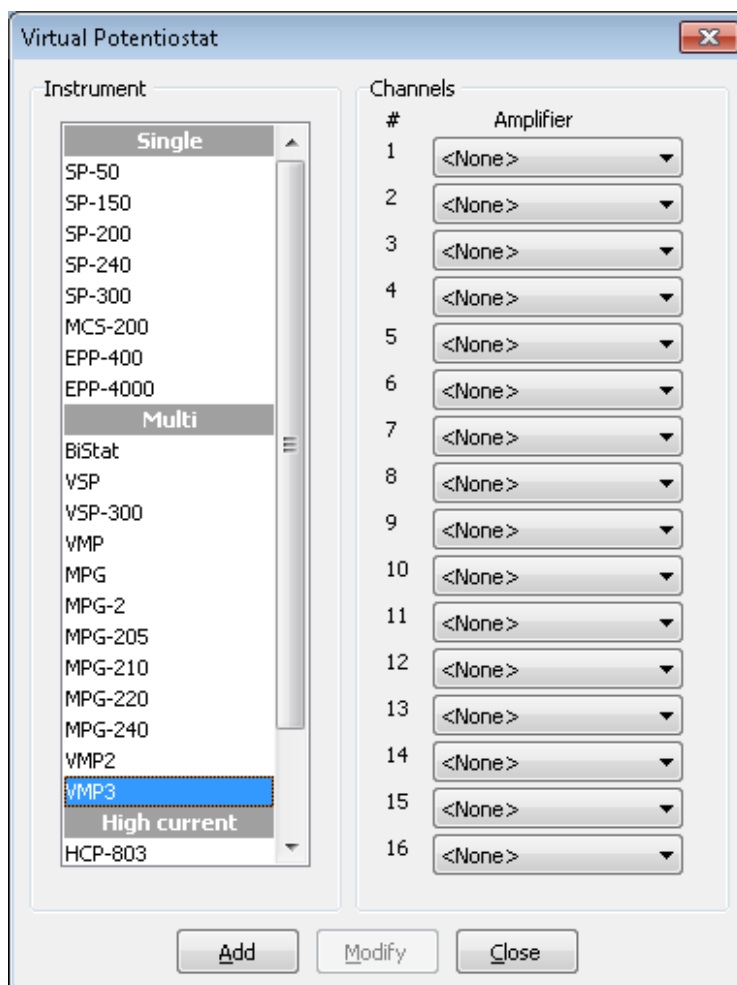 Virtual Potentiostat
Instrument
Single
SP-50
SP-150
SP-200
SP-240
SP-300
MCS-200
EPP-400
EPP-4000
Multi
BiStat
VSP
VSP-300
VMP
MPG
MPG-2
MPG-205
MPG-210
MPG-220
MPG-240
VMP2
VMP3
High current
HCP-803
Channels
# Amplifier
1 <None>
2 <None>
3 <None>
4 <None>
5 <None>
6 <None>
7 <None>
8 <None>
9 <None>
10 <None>
11 <None>
12 <None>
13 <None>
14 <None>
15 <None>
16 <None>
Add Modify Close